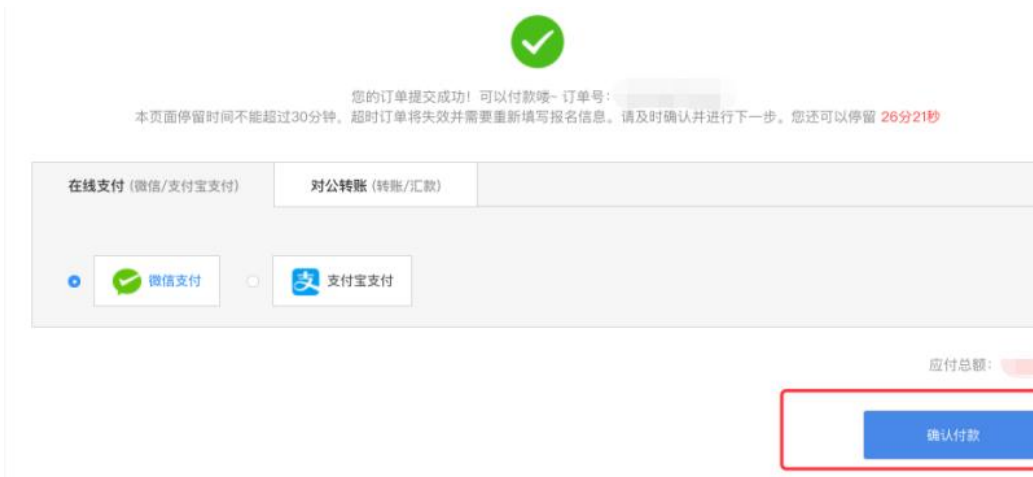 您的订单提交成功！可以付款喽~ 订单号：
本页面停留时间不能超过30分钟，超时订单将失效并需要重新填写报名信息。请及时确认并进行下一步。您还可以停留 26分21秒
在线支付 (微信/支付宝支付)
对公转账 (转账/汇款)
微信支付
支 支付宝支付
应付总额：
确认付款